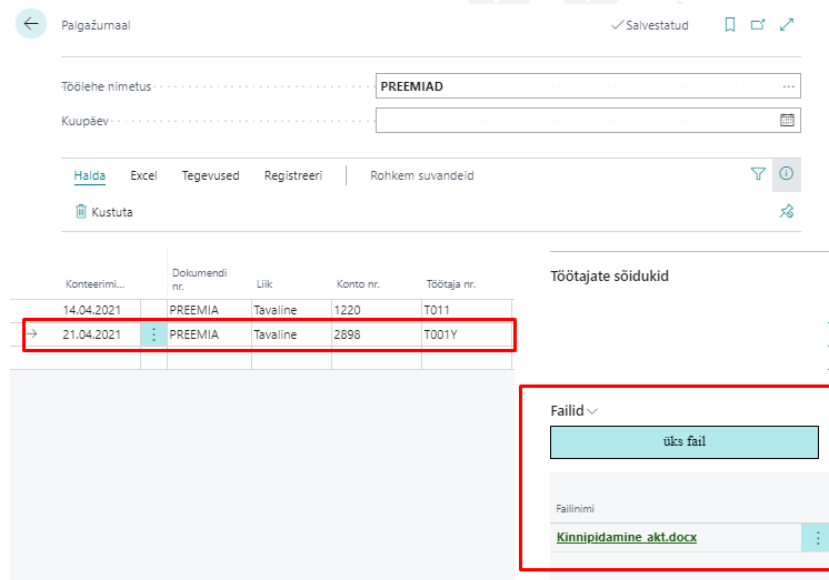 Palgažurnaal
Salvestatud
Töölehe nimetus PREEMIAD ...
Kuupäev
Halda Excel Tegevused Registreeri Rohkem suvandeid
Kustuta
Konteerimi... Dokumendi nr. Liik Konto nr. Töötaja nr.
14.04.2021 PREEMIA Tavaline 1220 T011
21.04.2021 PREEMIA Tavaline 2898 T001Y
Töötajate sõidukid
Failid
üks fail
Failinimi
Kinnipidamine akt.docx